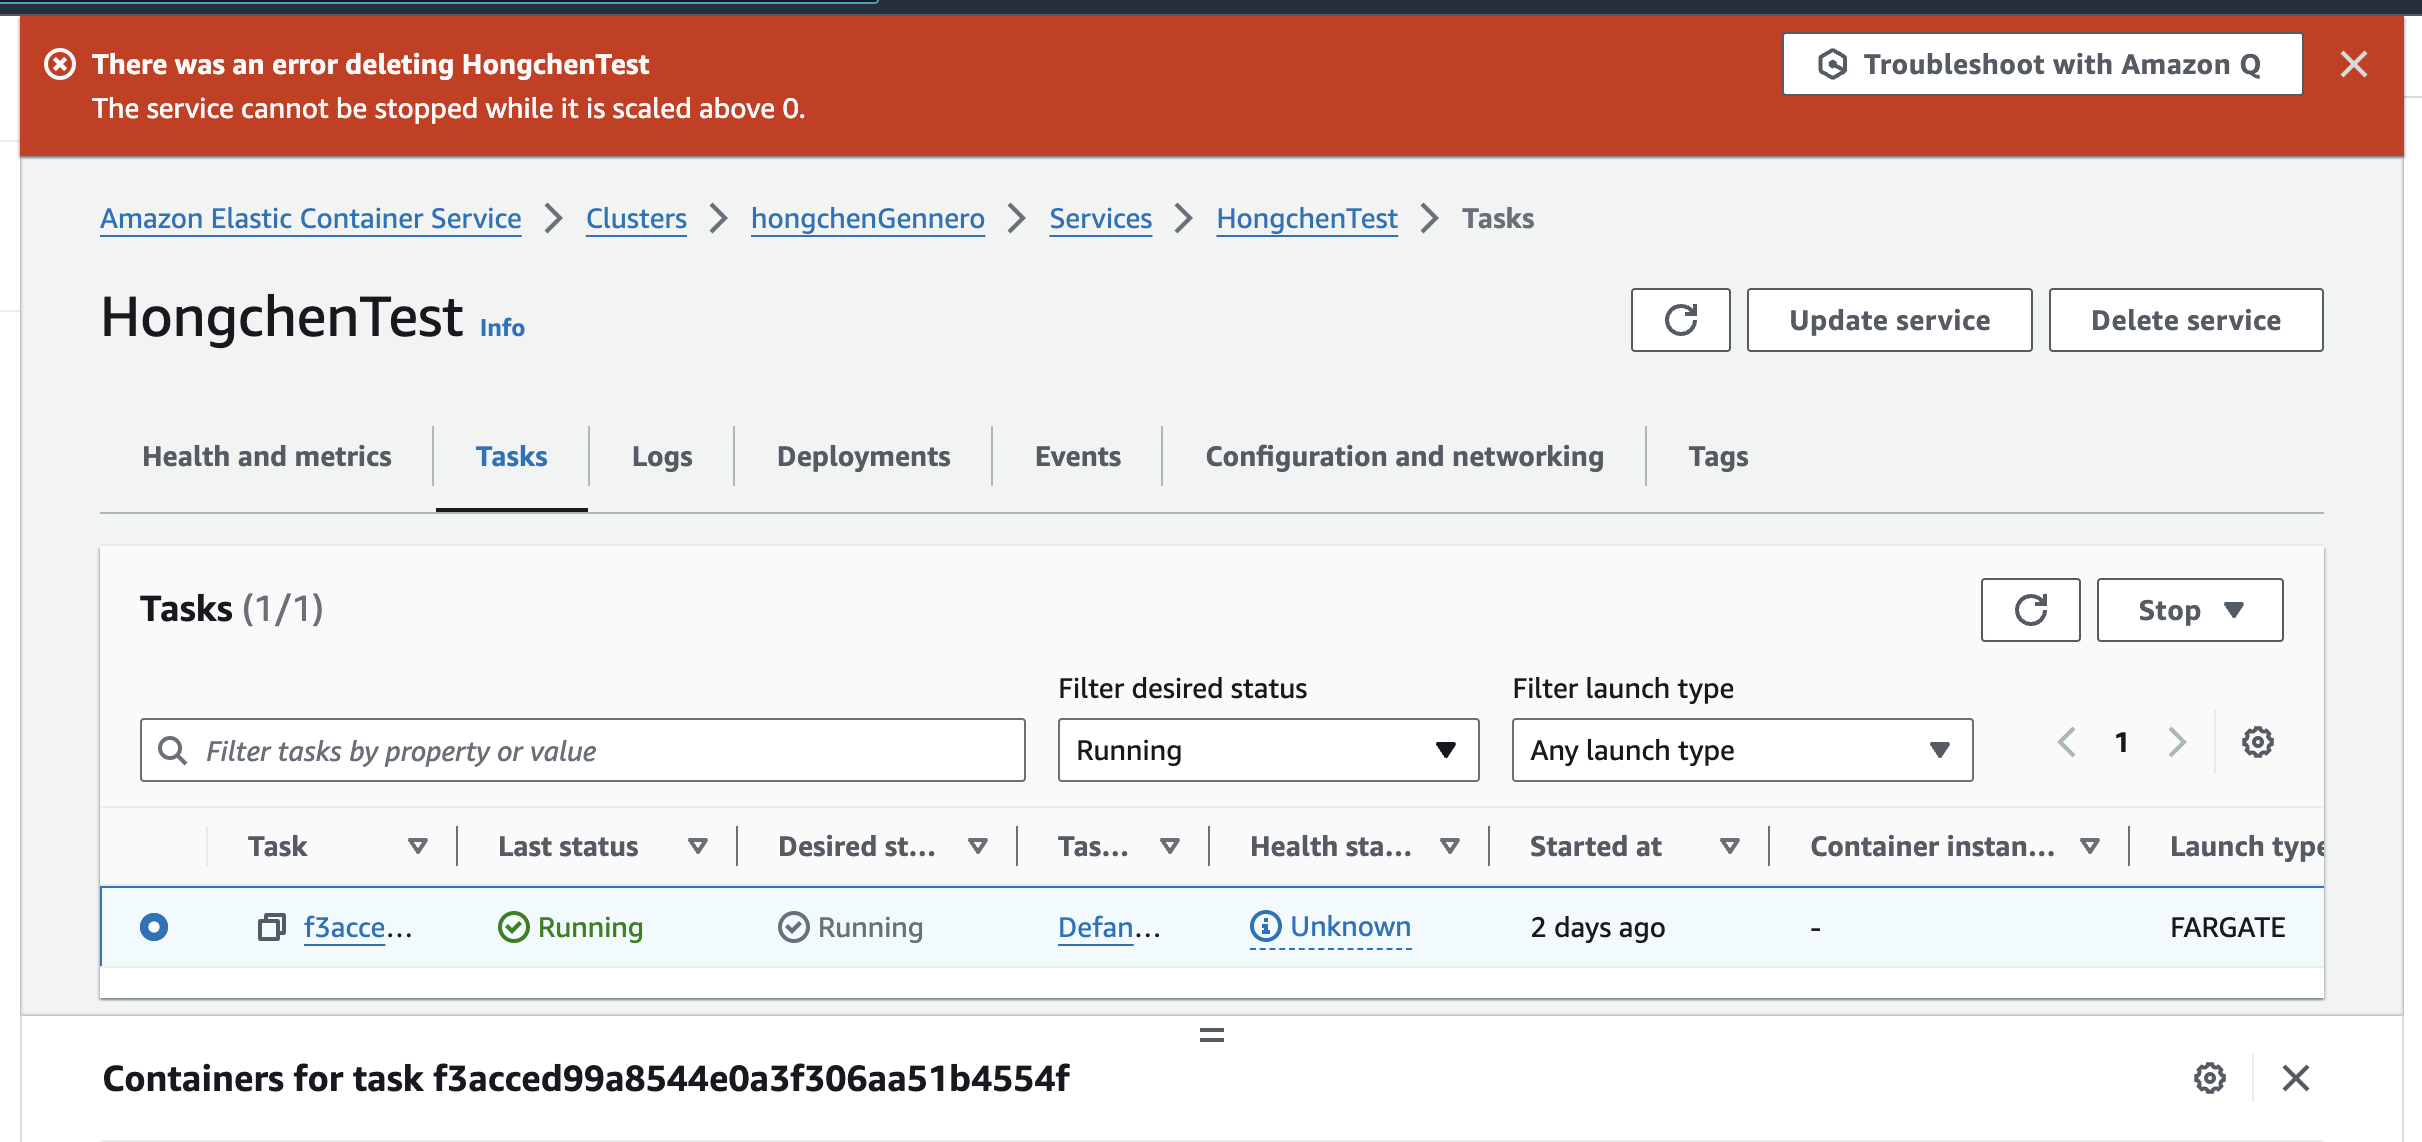 There was an error deleting HongchenTest
The service cannot be stopped while it is scaled above 0.
Troubleshoot with Amazon Q
Amazon Elastic Container Service > Clusters > hongchenGennero > Services > HongchenTest > Tasks
HongchenTest Info
Update service
Delete service
Health and metrics
Tasks
Logs
Deployments
Events
Configuration and networking
Tags
Tasks (1/1)
Stop
Filter desired status
Filter launch type
Filter tasks by property or value
Running
Any launch type
1
Task
Last status
Desired st...
Tas...
Health sta...
Started at
Container instan...
Launch type
f3acce...
Running
Running
Defan...
Unknown
2 days ago
-
FARGATE
Containers for task f3acced99a8544e0a3f306aa51b4554f